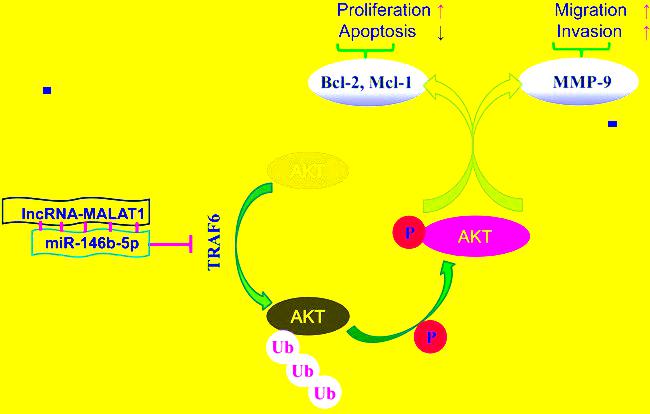 Proliferation ↑
Apoptosis ↓
Migration ↑
Invasion ↑
Bcl-2, Mcl-1
MMP-9
AKT
lncRNA-MALAT1
miR-146b-5p
TRAF6
P
AKT
AKT
P
Ub
Ub
Ub